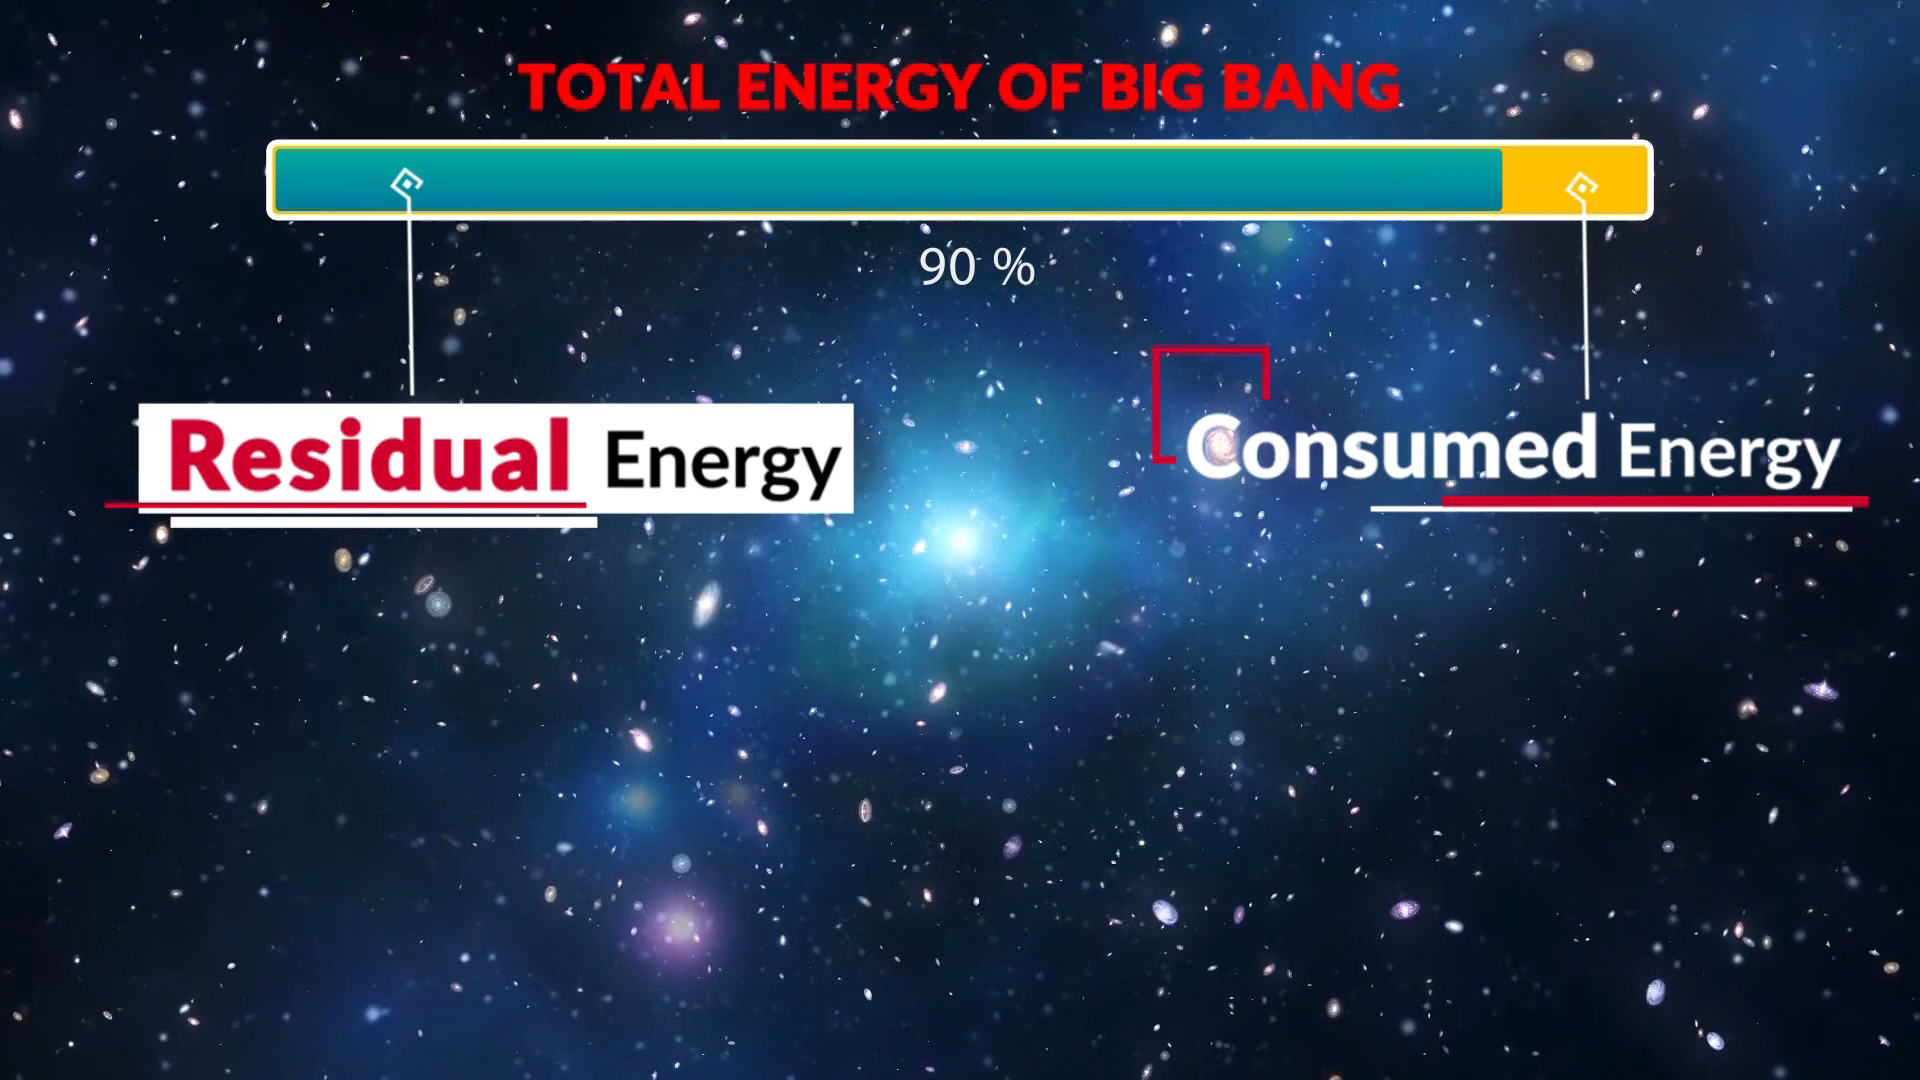 TOTAL ENERGY OF BIG BANG
90 %
Residual Energy
Consumed Energy